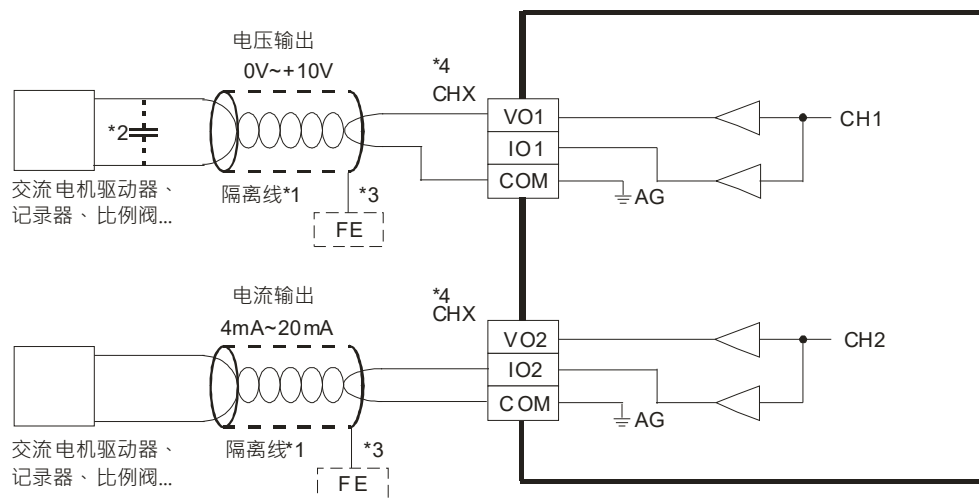 电压输出
0V~+10V
*4
CHX
*2
VO1
IO1
COM
CH1
AG
交流电机驱动器、
记录器、比例阀...
隔离线*1
*3
FE
电流输出
4mA~20mA
*4
CHX
VO2
IO2
COM
CH2
AG
交流电机驱动器、
记录器、比例阀...
隔离线*1
*3
FE